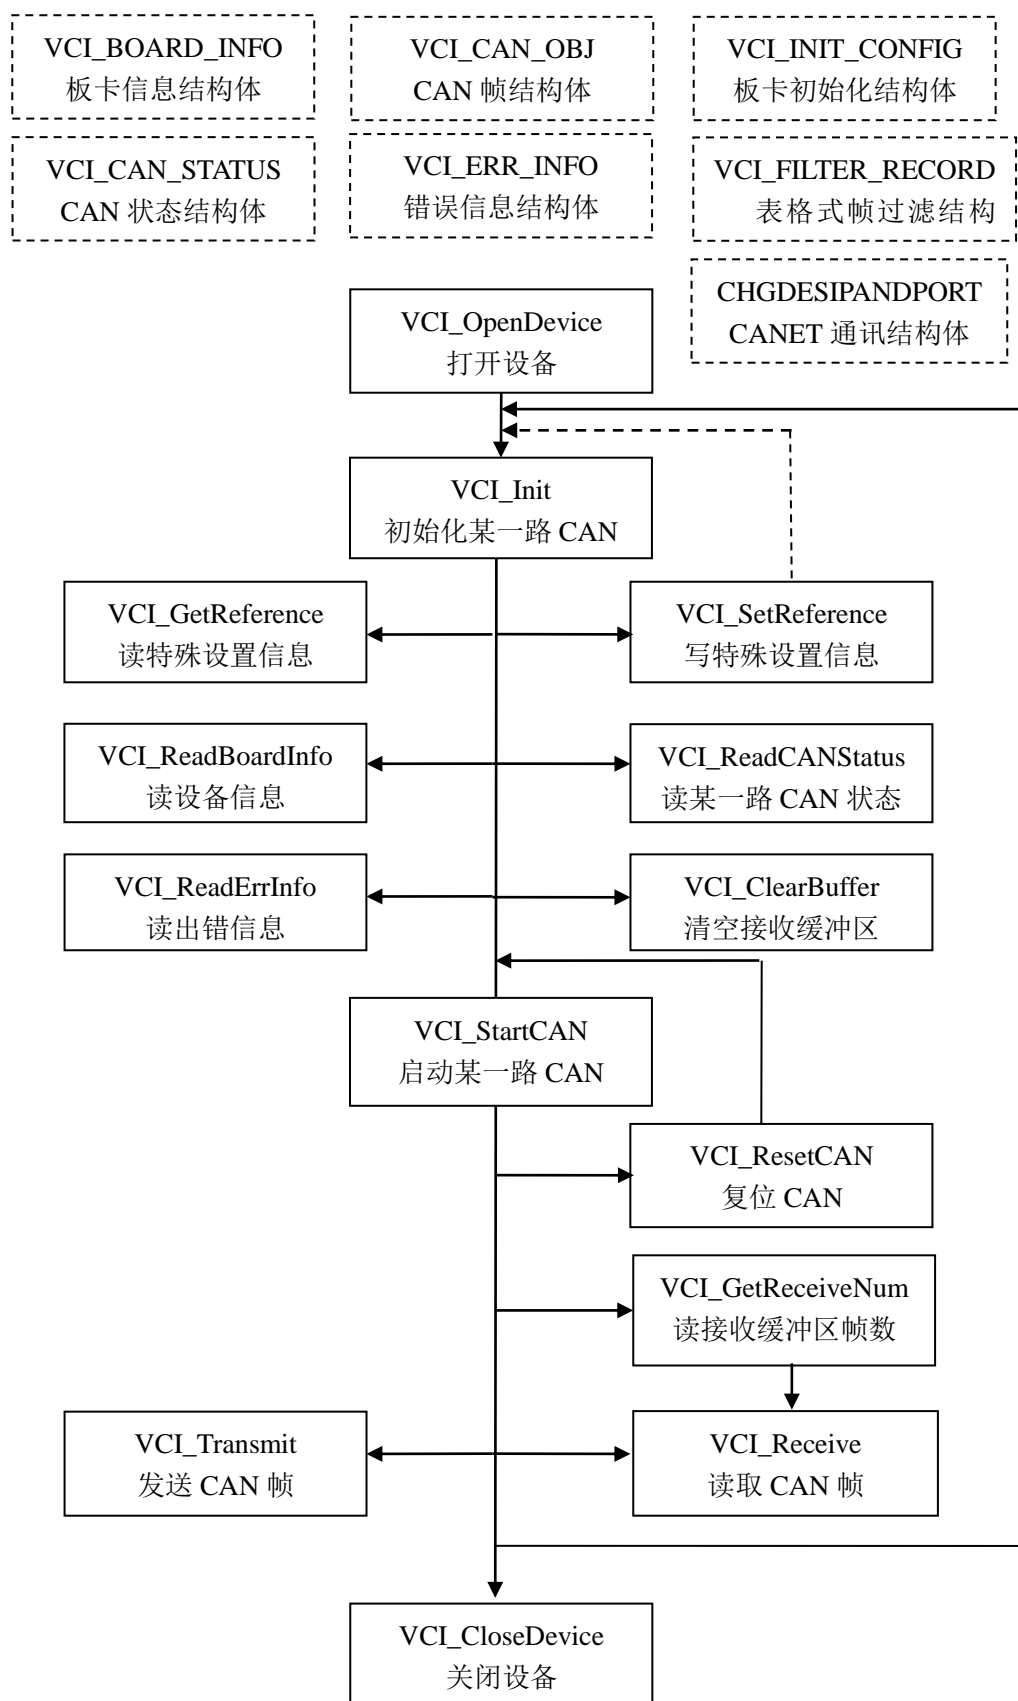 VCI_BOARD_INFO
板卡信息结构体
VCI_CAN_OBJ
CAN 帧结构体
VCI_INIT_CONFIG
板卡初始化结构体
VCI_CAN_STATUS
CAN 状态结构体
VCI_ERR_INFO
错误信息结构体
VCI_FILTER_RECORD
表格式帧过滤结构
CHGDESIPANDPORT
CANET 通讯结构体
VCI_OpenDevice
打开设备
VCI_Init
初始化某一路 CAN
VCI_GetReference
读特殊设置信息
VCI_SetReference
写特殊设置信息
VCI_ReadBoardInfo
读设备信息
VCI_ReadCANStatus
读某一路 CAN 状态
VCI_ReadErrInfo
读出错信息
VCI_ClearBuffer
清空接收缓冲区
VCI_StartCAN
启动某一路 CAN
VCI_ResetCAN
复位 CAN
VCI_GetReceiveNum
读接收缓冲区帧数
VCI_Transmit
发送 CAN 帧
VCI_Receive
读取 CAN 帧
VCI_CloseDevice
关闭设备